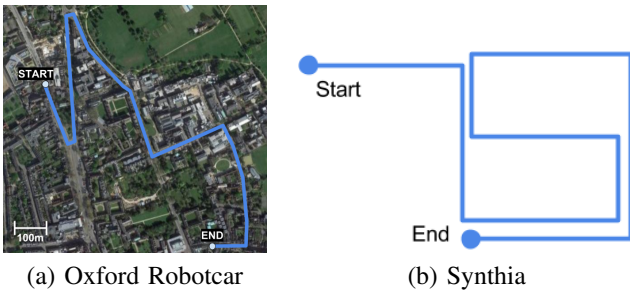 START
100m
END
Start
End
(a) Oxford Robotcar
(b) Synthia